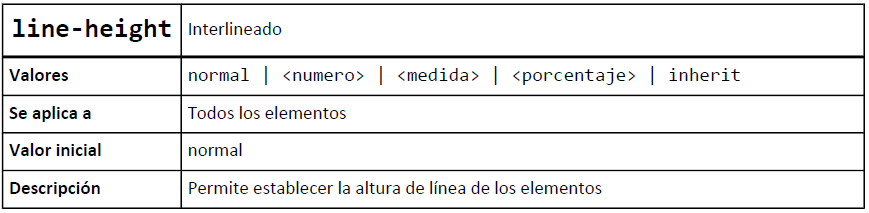 line-height Interlineado
Valores normal | <numero> | <medida> | <porcentaje> | inherit
Se aplica a Todos los elementos
Valor inicial normal
Descripción Permite establecer la altura de línea de los elementos